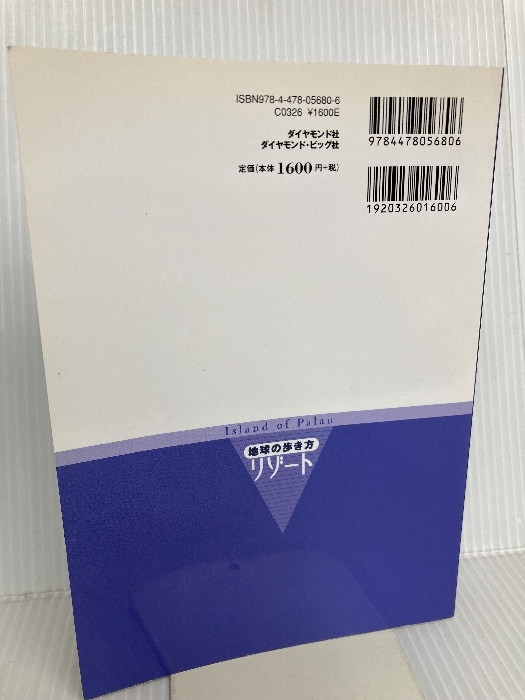 ISBN978-4-478-05680-6
C0326 ¥1600E
ダイヤモンド社
ダイヤモンド・ビッグ社
定価(本体1600円+税)
9784478056806
1920326016006
Island of Palau
地球の歩き方
リゾート